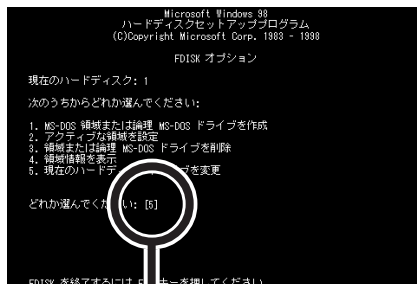 Microsoft Windows 98
ハードディスクセットアッププログラム
(C)Copyright Microsoft Corp. 1983 - 1998
FDISK オプション
現在のハードディスク: 1
次のうちからどれか選んでください:
1. MS-DOS 領域または論理 MS-DOS ドライブを作成
2. アクティブな領域を設定
3. 領域または論理 MS-DOS ドライブを削除
4. 領域情報を表示
5. 現在のハードデ ブを変更
どれか選んでくだ い: [5]
FDISK を終了するには E キーを押してください